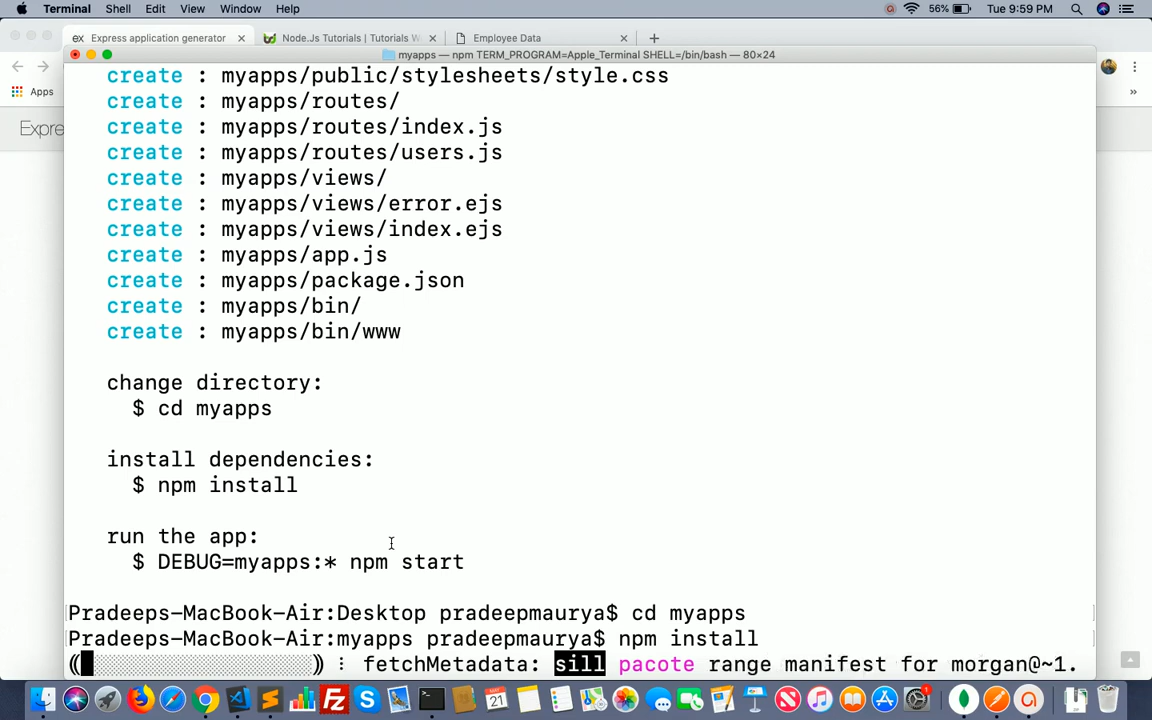 Terminal Shell Edit View Window Help 56% Tue 9:59 PM
ex Express application generator × Node.Js Tutorials | Tutorials W × Employee Data × +
myapps — npm TERM_PROGRAM=Apple_Terminal SHELL=/bin/bash — 80×24
Apps »
Expre
create : myapps/public/stylesheets/style.css
create : myapps/routes/
create : myapps/routes/index.js
create : myapps/routes/users.js
create : myapps/views/
create : myapps/views/error.ejs
create : myapps/views/index.ejs
create : myapps/app.js
create : myapps/package.json
create : myapps/bin/
create : myapps/bin/www
change directory:
$ cd myapps
install dependencies:
$ npm install
run the app:
$ DEBUG=myapps:* npm start
Pradeeps-MacBook-Air:Desktop pradeepmaurya$ cd myapps
Pradeeps-MacBook-Air:myapps pradeepmaurya$ npm install
(█░░░░░░░░░░░░░░░░░) ⸽ fetchMetadata: sill pacote range manifest for morgan@~1.
21
1